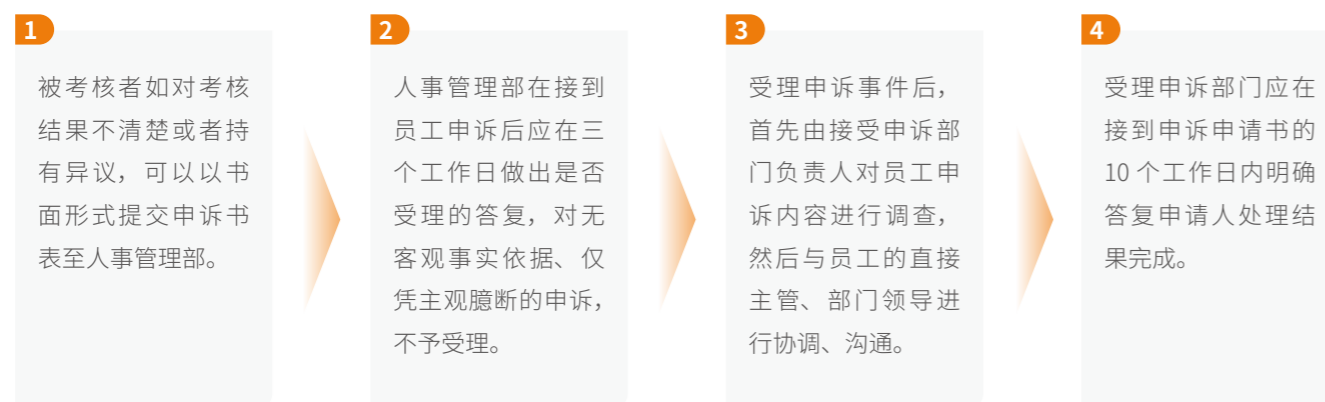 1
被考核者如对考核
结果不清楚或者持
有异议，可以以书
面形式提交申诉书
表至人事管理部。
2
人事管理部在接到
员工申诉后应在三
个工作日做出是否
受理的答复，对无
客观事实依据、仅
凭主观臆断的申诉，
不予受理。
3
受理申诉事件后，
首先由接受申诉部
门负责人对员工申
诉内容进行调查，
然后与员工的直接
主管、部门领导进
行协调、沟通。
4
受理申诉部门应在
接到申诉申请书的
10 个工作日内明确
答复申请人处理结
果完成。